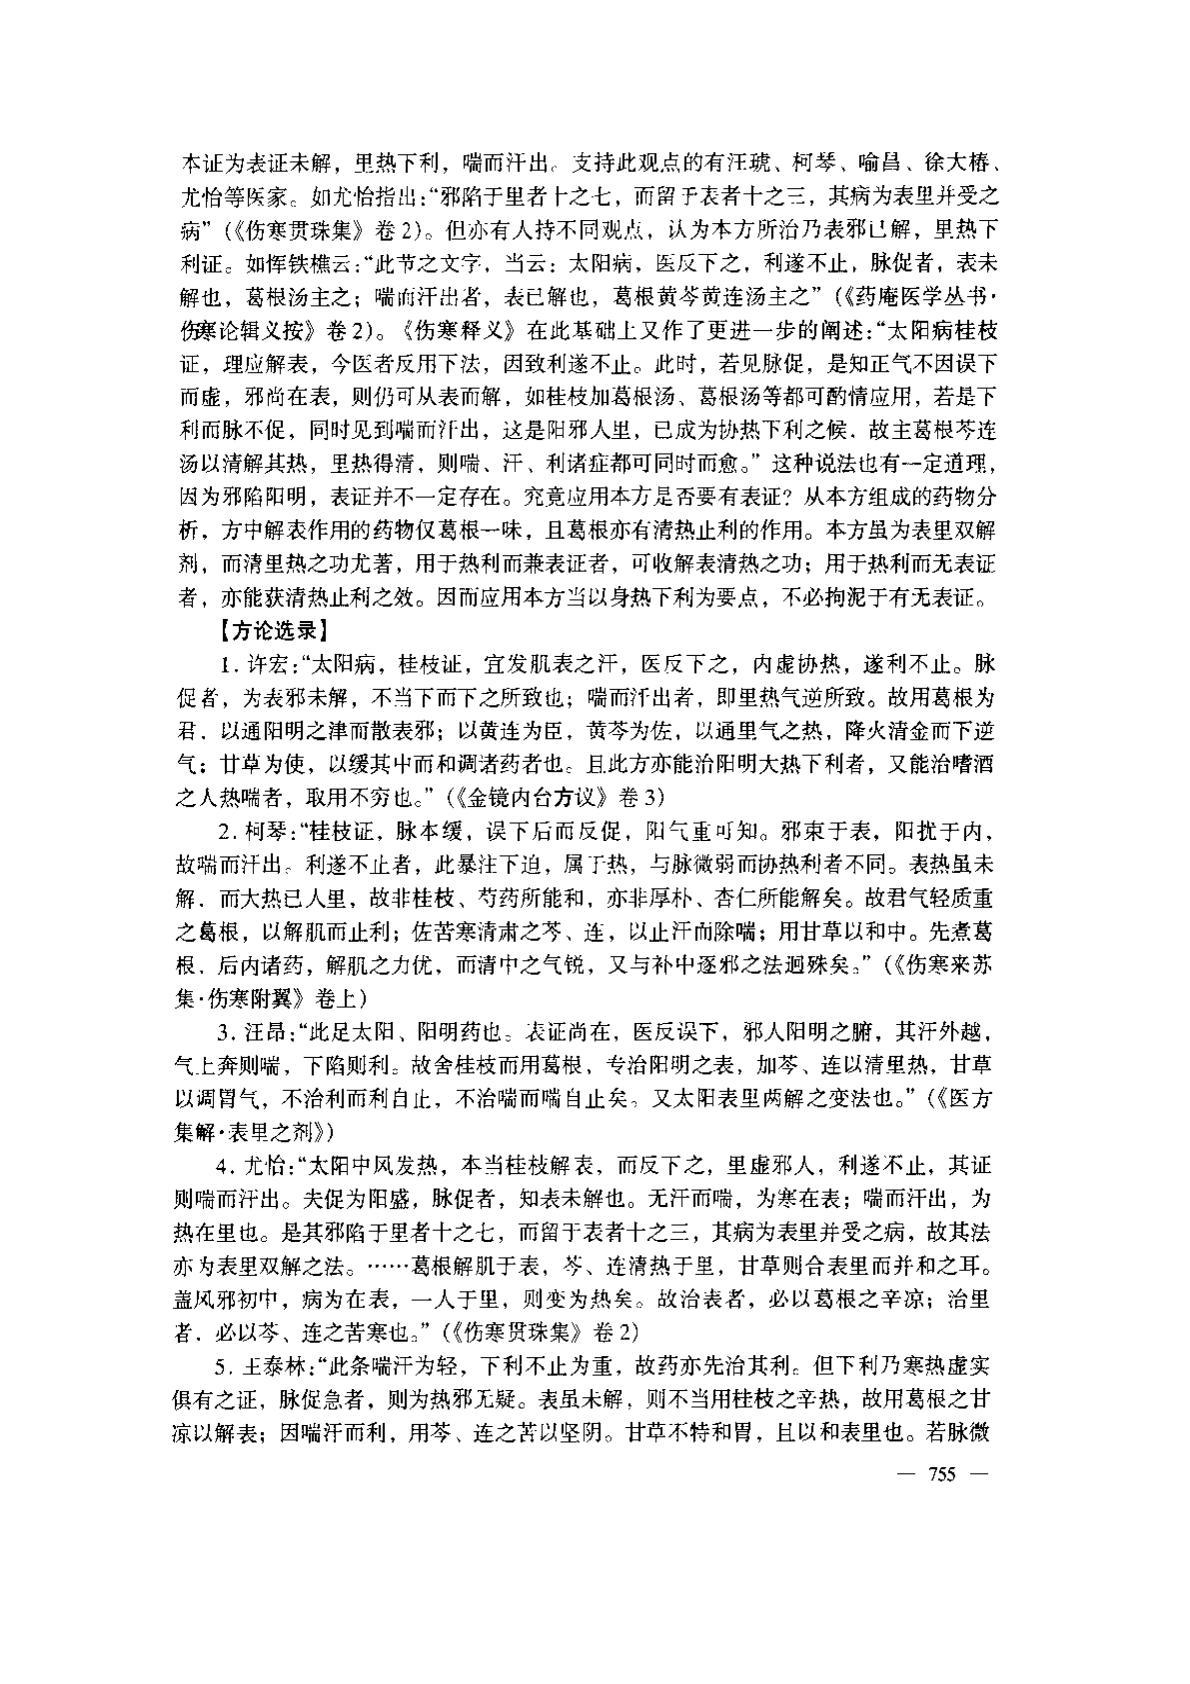 本证为表证未解，里热下利，喘而汗出。支持此观点的有汪琥、柯琴、喻昌、徐大椿、
尤怡等医家。如尤怡指出：“邪陷于里者十之七，而留于表者十之三，其病为表里并受之
病”（《伤寒贯珠集》卷2）。但亦有人持不同观点，认为本方所治乃表邪已解，里热下
利证。如恽铁樵云：“此节之文字，当云：太阳病，医反下之，利遂不止，脉促者，表未
解也，葛根汤主之；喘而汗出者，表已解也，葛根黄芩黄连汤主之”（《药庵医学丛书·
伤寒论辑义按》卷2）。《伤寒释义》在此基础上又作了更进一步的阐述：“太阳病桂枝
证，理应解表，今医者反用下法，因致利遂不止。此时，若见脉促，是知正气不因误下
而虚，邪尚在表，则仍可从表而解，如桂枝加葛根汤、葛根汤等都可酌情应用，若是下
利而脉不促，同时见到喘而汗出，这是阳邪人里，已成为协热下利之候．故主葛根芩连
汤以清解其热，里热得清，则喘、汗、利诸症都可同时而愈。”这种说法也有一定道理，
因为邪陷阳明，表证并不一定存在。究竟应用本方是否要有表证？从本方组成的药物分
析，方中解表作用的药物仅葛根一味，且葛根亦有清热止利的作用。本方虽为表里双解
剂，而清里热之功尤著，用于热利而兼表证者，可收解表清热之功；用于热利而无表证
者，亦能获清热止利之效。因而应用本方当以身热下利为要点，不必拘泥于有无表证。
【方论选录】
1. 许宏：“太阳病，桂枝证，宜发肌表之汗，医反下之，内虚协热，遂利不止。脉
促者，为表邪未解，不当下而下之所致也；喘而汗出者，即里热气逆所致。故用葛根为
君．以通阳明之津而散表邪；以黄连为臣，黄芩为佐，以通里气之热，降火清金而下逆
气；甘草为使，以缓其中而和调诸药者也。且此方亦能治阳明大热下利者，又能治嗜酒
之人热喘者，取用不穷也。”（《金镜内台方议》卷3）
2. 柯琴：“桂枝证，脉本缓，误下后而反促，阳气重可知。邪束于表，阳扰于内，
故喘而汗出。利遂不止者，此暴注下迫，属于热，与脉微弱而协热利者不同。表热虽未
解．而大热已人里，故非桂枝、芍药所能和，亦非厚朴、杏仁所能解矣。故君气轻质重
之葛根，以解肌而止利；佐苦寒清肃之芩、连，以止汗而除喘；用甘草以和中。先煮葛
根．后内诸药，解肌之力优，而清中之气锐，又与补中逐邪之法迥殊矣。”（《伤寒来苏
集·伤寒附翼》卷上）
3. 汪昂：“此足太阳、阳明药也。表证尚在，医反误下，邪人阳明之腑，其汗外越，
气上奔则喘，下陷则利。故舍桂枝而用葛根，专治阳明之表，加芩、连以清里热，甘草
以调胃气，不治利而利自止，不治喘而喘自止矣。又太阳表里两解之变法也。”（《医方
集解·表里之剂》）
4. 尤怡：“太阳中风发热，本当桂枝解表，而反下之，里虚邪人，利遂不止，其证
则喘而汗出。夫促为阳盛，脉促者，知表未解也。无汗而喘，为寒在表；喘而汗出，为
热在里也。是其邪陷于里者十之七，而留于表者十之三，其病为表里并受之病，故其法
亦为表里双解之法。……葛根解肌于表，芩、连清热于里，甘草则合表里而并和之耳。
盖风邪初中，病为在表，一人于里，则变为热矣。故治表者，必以葛根之辛凉；治里
者．必以芩、连之苦寒也。”（《伤寒贯珠集》卷2）
5. 王泰林：“此条喘汗为轻，下利不止为重，故药亦先治其利。但下利乃寒热虚实
俱有之证，脉促急者，则为热邪无疑。表虽未解，则不当用桂枝之辛热，故用葛根之甘
凉以解表；因喘汗而利，用芩、连之苦以坚阴。甘草不特和胃，且以和表里也。若脉微
— 755 —